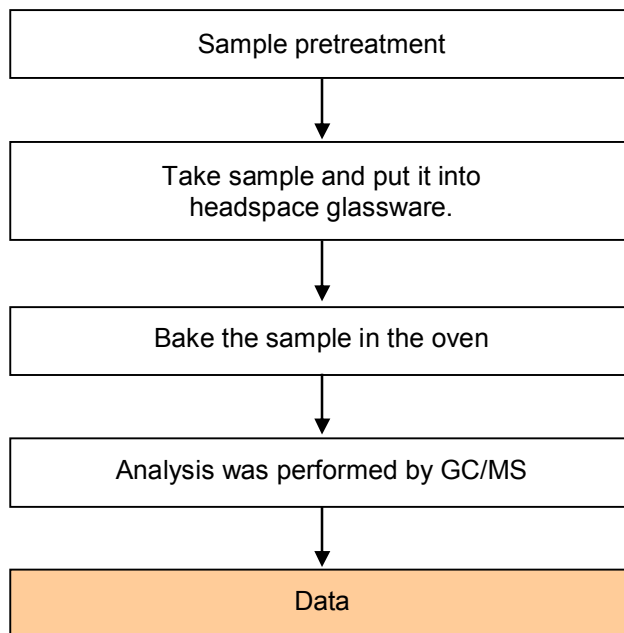 Sample pretreatment
Take sample and put it into
headspace glassware.
Bake the sample in the oven
Analysis was performed by GC/MS
Data